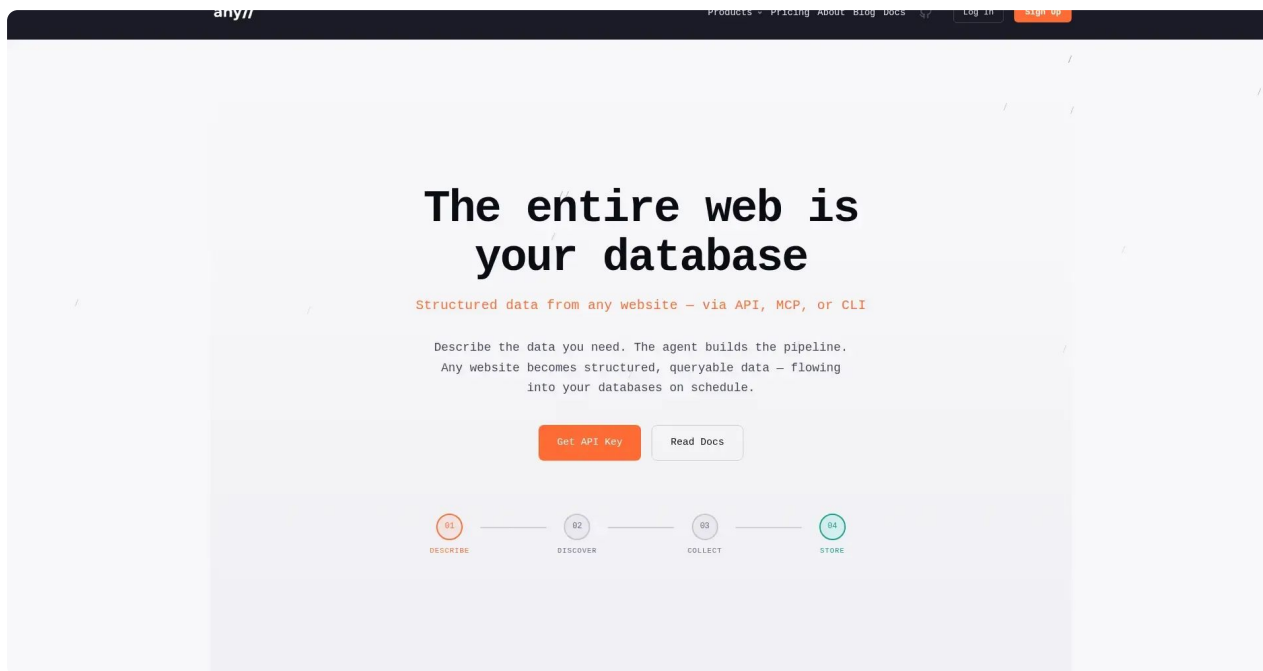 any//
Products Pricing About Blog Docs Log In Sign Up
The entire web is
your database
Structured data from any website — via API, MCP, or CLI
Describe the data you need. The agent builds the pipeline.
Any website becomes structured, queryable data — flowing
into your databases on schedule.
Get API Key Read Docs
01 02 03 04
DESCRIBE DISCOVER COLLECT STORE